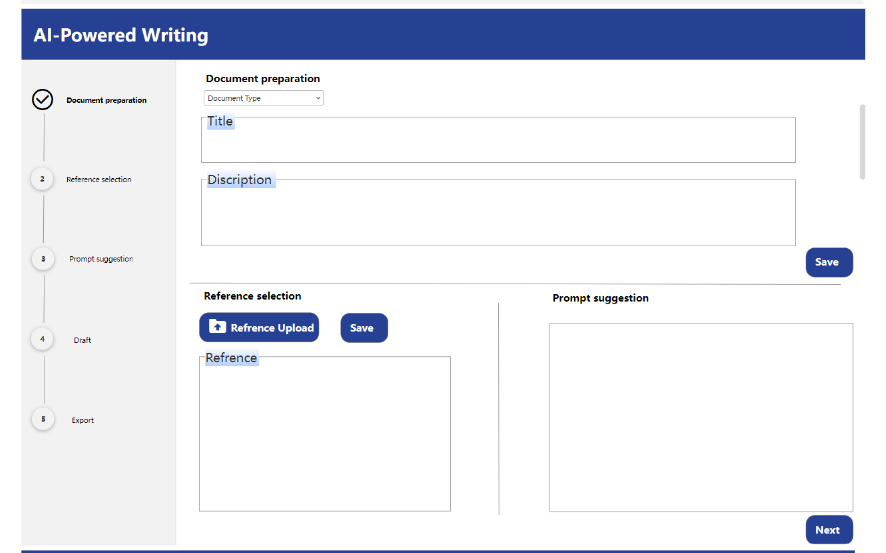 AI-Powered Writing
Document preparation
2
Reference selection
3
Prompt suggestion
4
Draft
5
Export
Document preparation
Document Type
Title
Discription
Save
Reference selection
Refrence Upload
Save
Refrence
Prompt suggestion
Next